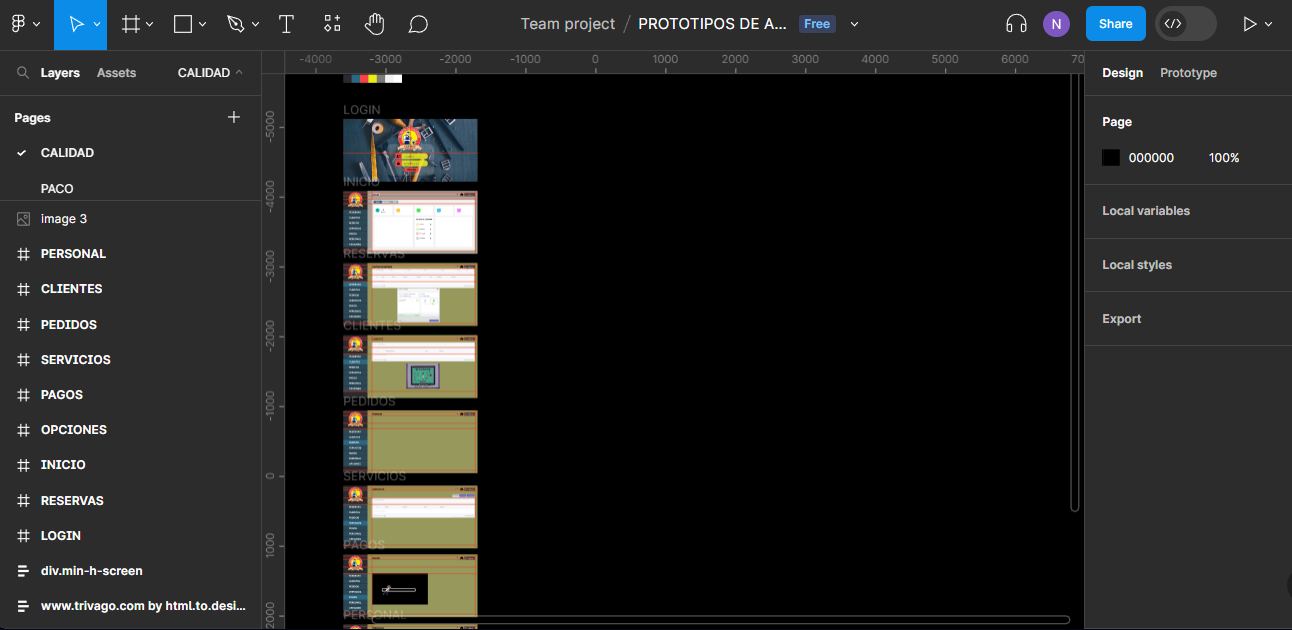 Team project / PROTOTIPOS DE A... Free
N
Share
Layers Assets CALIDAD
Pages
CALIDAD
PACO
image 3
PERSONAL
CLIENTES
PEDIDOS
SERVICIOS
PAGOS
OPCIONES
INICIO
RESERVAS
LOGIN
div.min-h-screen
www.trivago.com by html.to.desi...
-4000 -3000 -2000 -1000 0 1000 2000 3000 4000 5000 6000 70
-5000
-4000
-3000
-2000
-1000
0
1000
2000
LOGIN
INICIO
RESERVAS
CLIENTES
PEDIDOS
SERVICIOS
PAGOS
PERSONAL
Design Prototype
Page
000000 100%
Local variables
Local styles
Export